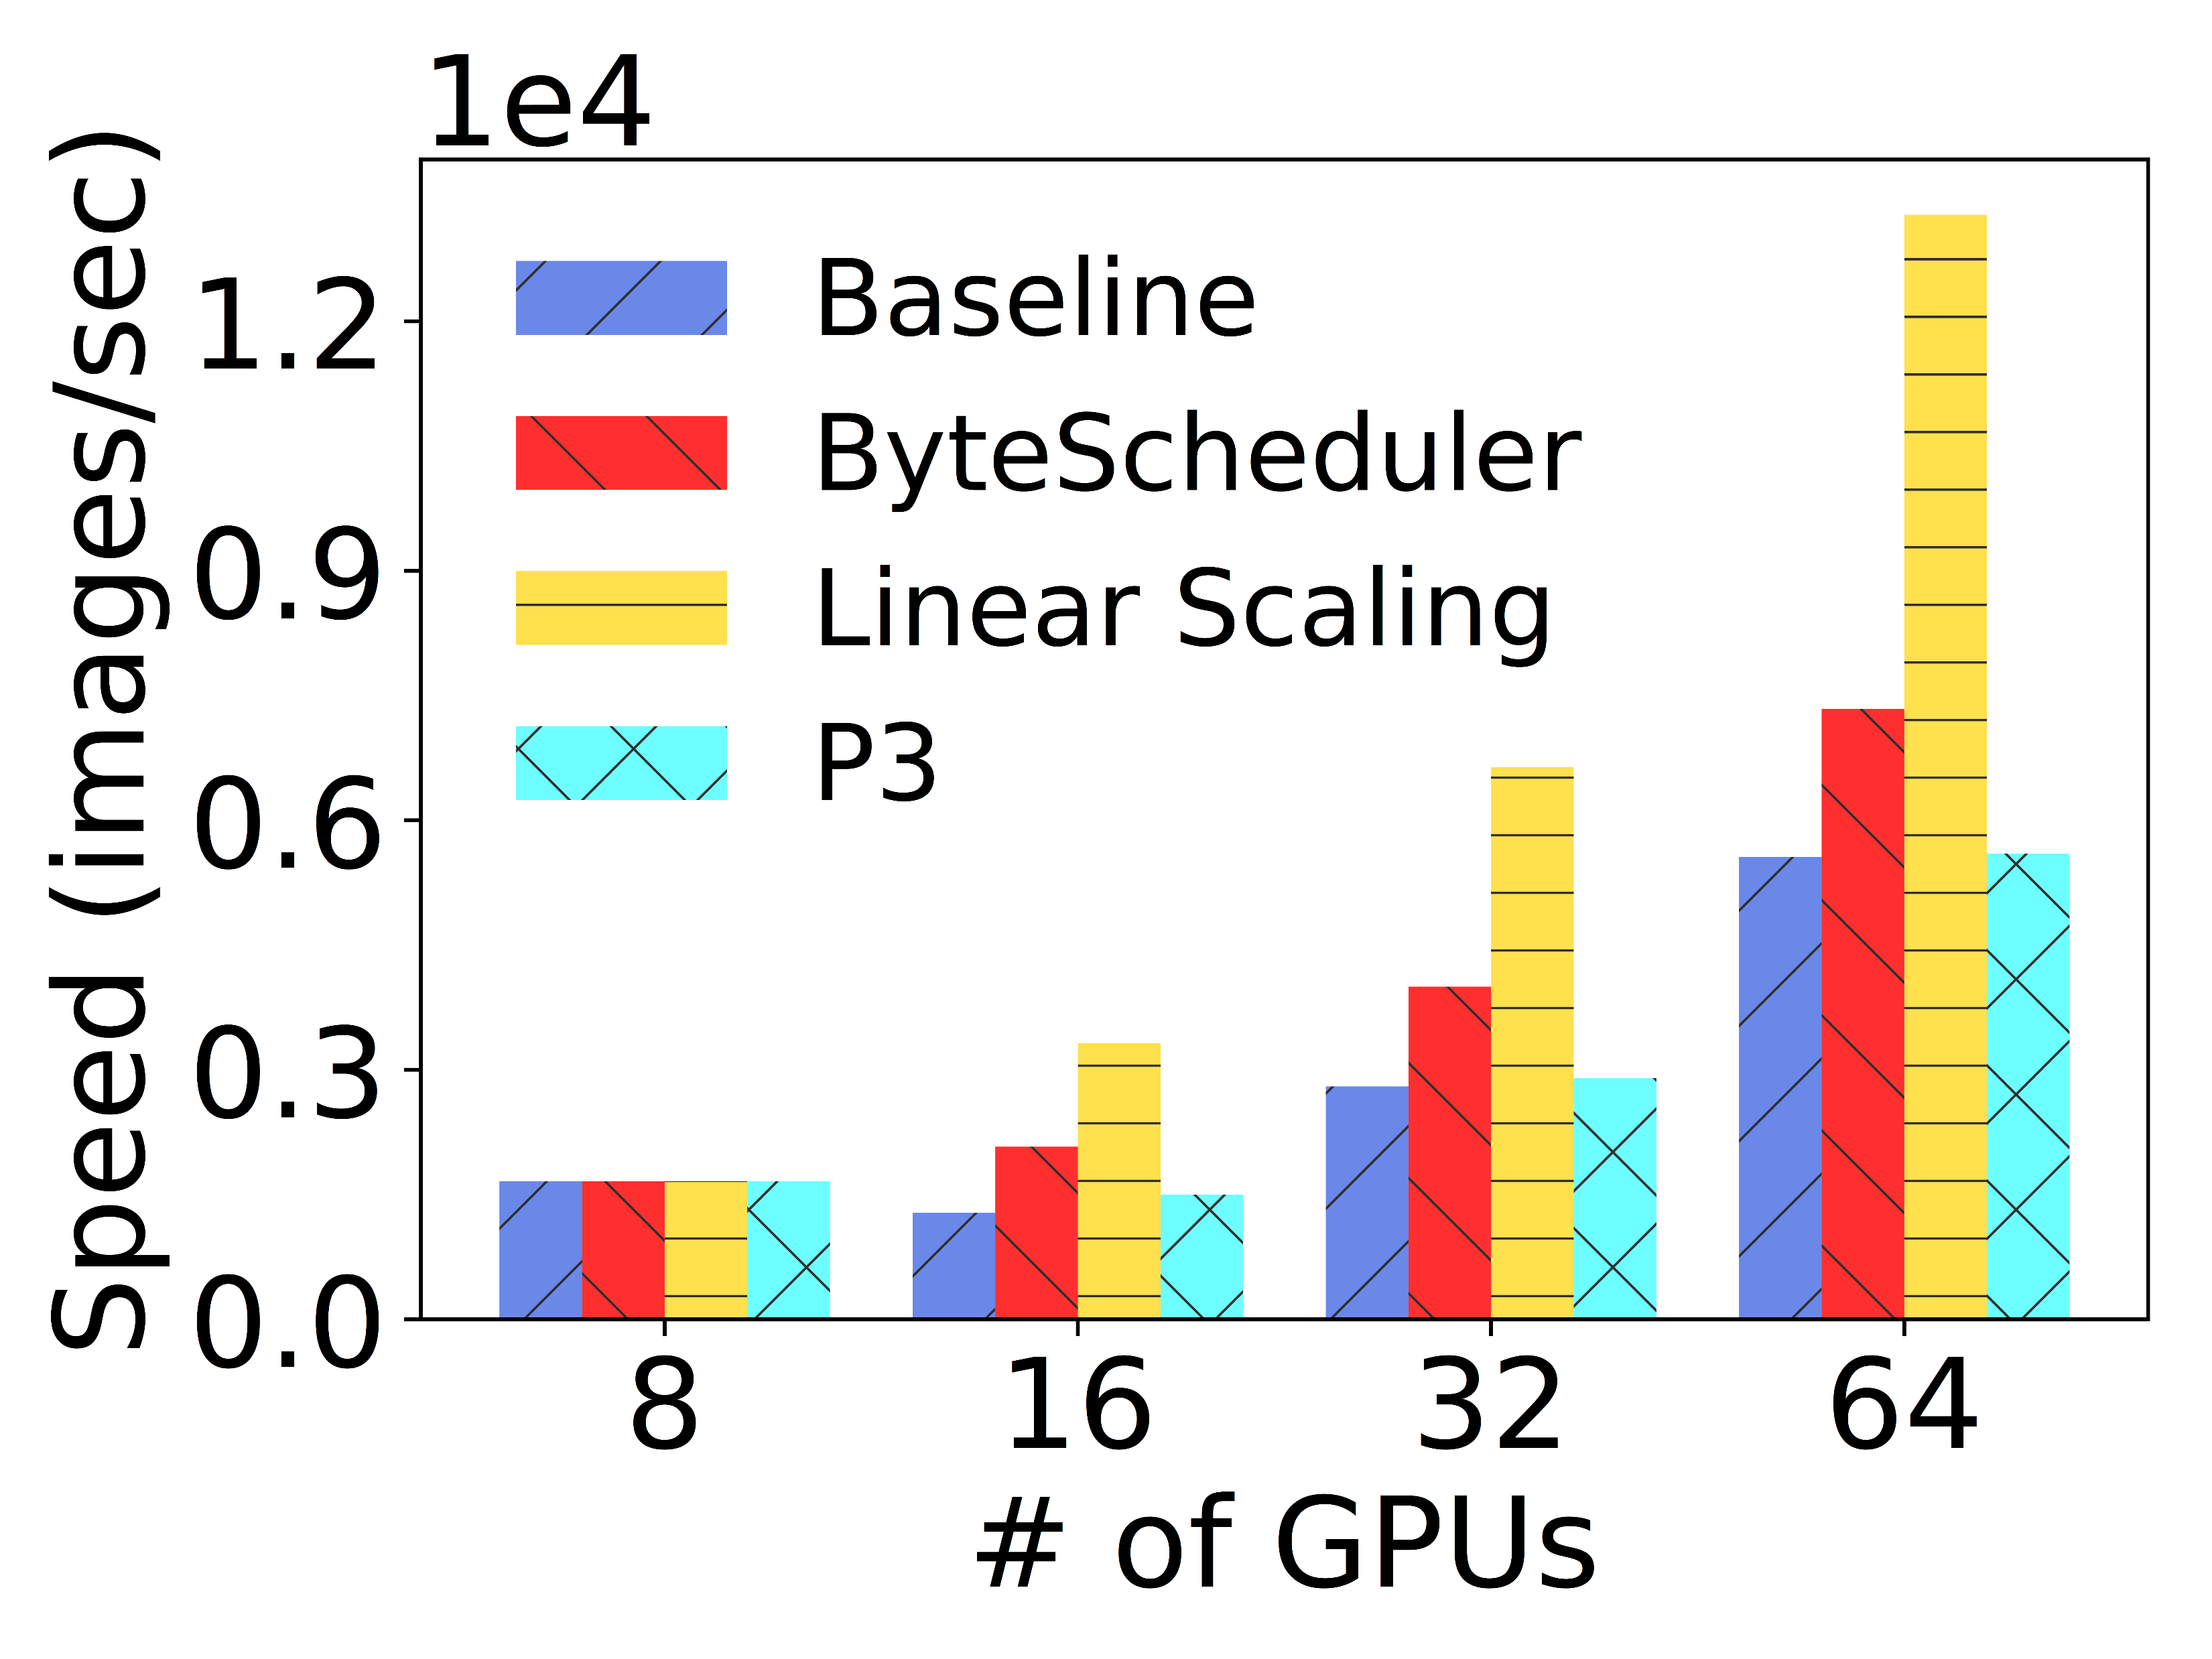 1e4
Speed (images/sec)
1.2
0.9
0.6
0.3
0.0
Baseline
ByteScheduler
Linear Scaling
P3
8 16 32 64
# of GPUs